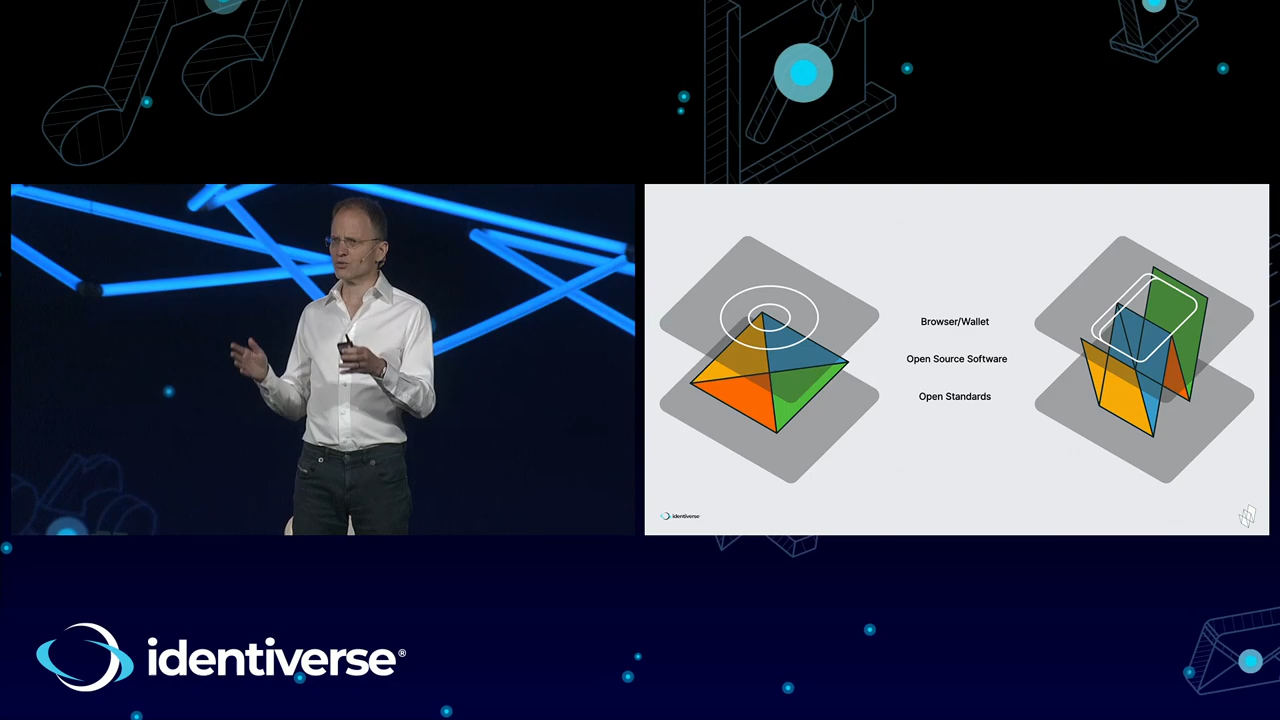 Browser/Wallet
Open Source Software
Open Standards
identiverse
identiverse®